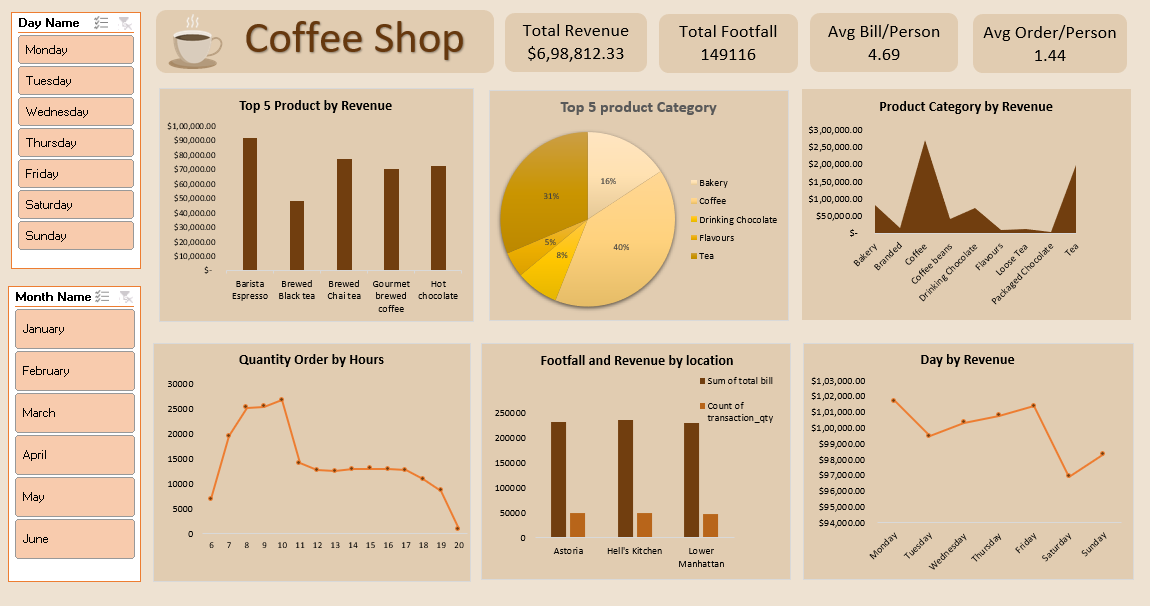 Day Name
Monday
Tuesday
Wednesday
Thursday
Friday
Saturday
Sunday
Month Name
January
February
March
April
May
June
Coffee Shop
Total Revenue
$6,98,812.33
Total Footfall
149116
Avg Bill/Person
4.69
Avg Order/Person
1.44
Top 5 Product by Revenue
$1,00,000.00
$90,000.00
$80,000.00
$70,000.00
$60,000.00
$50,000.00
$40,000.00
$30,000.00
$20,000.00
$10,000.00
$-
Barista
Espresso
Brewed
Black tea
Brewed
Chai tea
Gourmet
brewed
coffee
Hot
chocolate
Top 5 product Category
31%
16%
5%
8%
40%
Bakery
Coffee
Drinking Chocolate
Flavours
Tea
Product Category by Revenue
$3,00,000.00
$2,50,000.00
$2,00,000.00
$1,50,000.00
$1,00,000.00
$50,000.00
$-
Bakery
Branded
Coffee
Coffee beans
Drinking Chocolate
Flavours
Loose Tea
Packaged Chocolate
Tea
Quantity Order by Hours
30000
25000
20000
15000
10000
5000
0
6 7 8 9 10 11 12 13 14 15 16 17 18 19 20
Footfall and Revenue by location
Sum of total bill
Count of
transaction_qty
250000
200000
150000
100000
50000
0
Astoria
Hell's Kitchen
Lower
Manhattan
Day by Revenue
$1,03,000.00
$1,02,000.00
$1,01,000.00
$1,00,000.00
$99,000.00
$98,000.00
$97,000.00
$96,000.00
$95,000.00
$94,000.00
Monday
Tuesday
Wednesday
Thursday
Friday
Saturday
Sunday